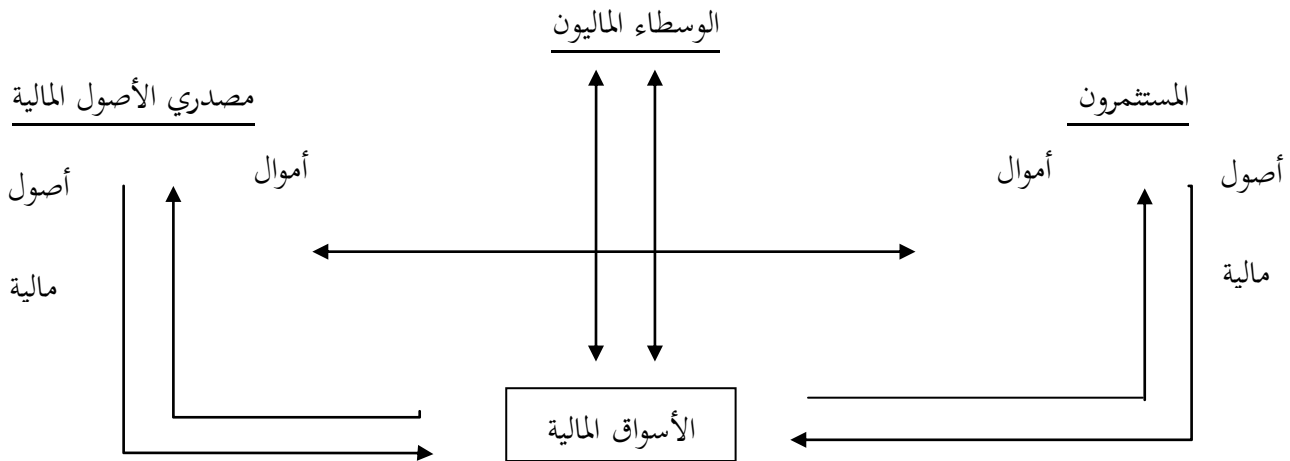 الوسطاء الماليون
المستثمرون
مصدري الأصول المالية
أصول
أموال
أموال
أصول
مالية
مالية
الأسواق المالية